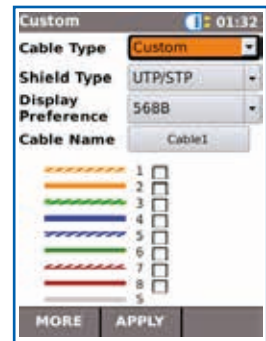 Custom 01:32
Cable Type Custom
Shield Type UTP/STP
Display
Preference 568B
Cable Name Cable1
1
2
3
4
5
6
7
8
S
MORE APPLY